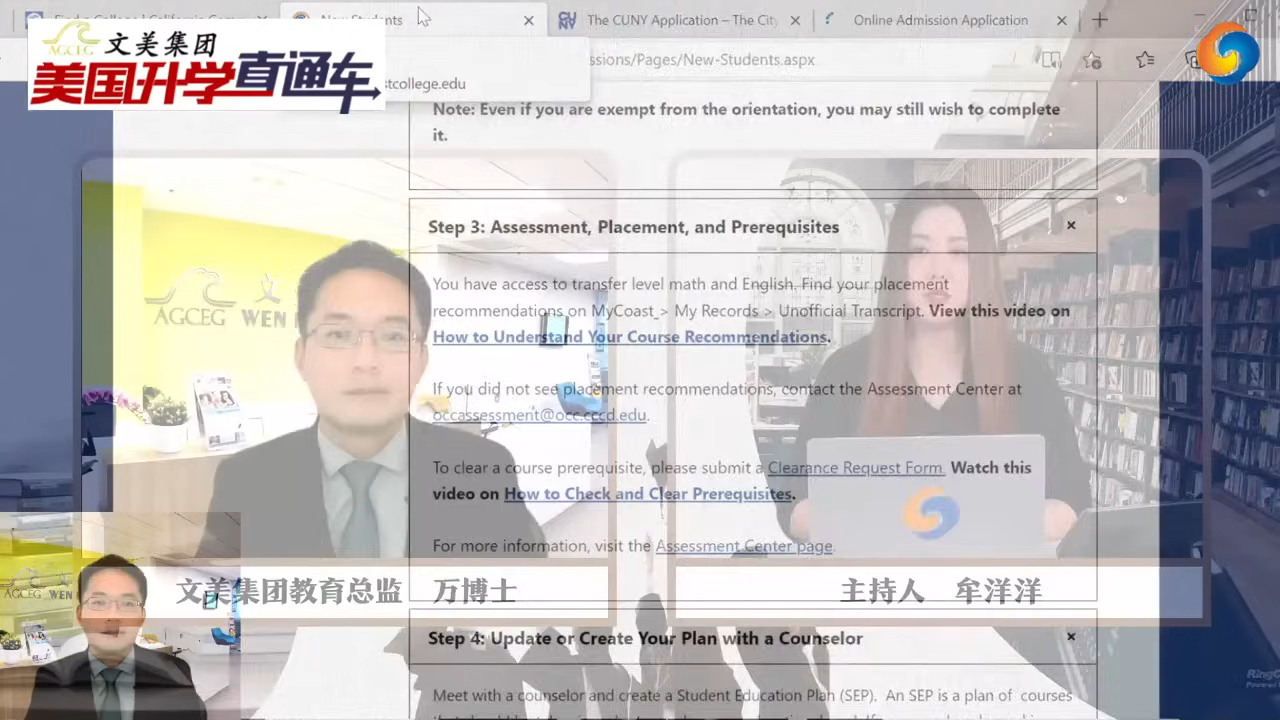 New Students
The CUNY Application – The City
Online Admission Application
AGCEG 文美集团
美国升学直通车
ssions/Pages/New-Students.aspx
stcollege.edu
Note: Even if you are exempt from the orientation, you may still wish to complete
it.
Step 3: Assessment, Placement, and Prerequisites
You have access to transfer level math and English. Find your placement
recommendations on MyCoast > My Records > Unofficial Transcript. View this video on
How to Understand Your Course Recommendations.
If you did not see placement recommendations, contact the Assessment Center at
occassessment@occ.cccd.edu.
To clear a course prerequisite, please submit a Clearance Request Form. Watch this
video on How to Check and Clear Prerequisites.
For more information, visit the Assessment Center page.
文
AGCEG WEN
文美集团教育总监 万博士
主持人 牟洋洋
AGCEG WEN
Step 4: Update or Create Your Plan with a Counselor
Meet with a counselor and create a Student Education Plan (SEP). An SEP is a plan of courses